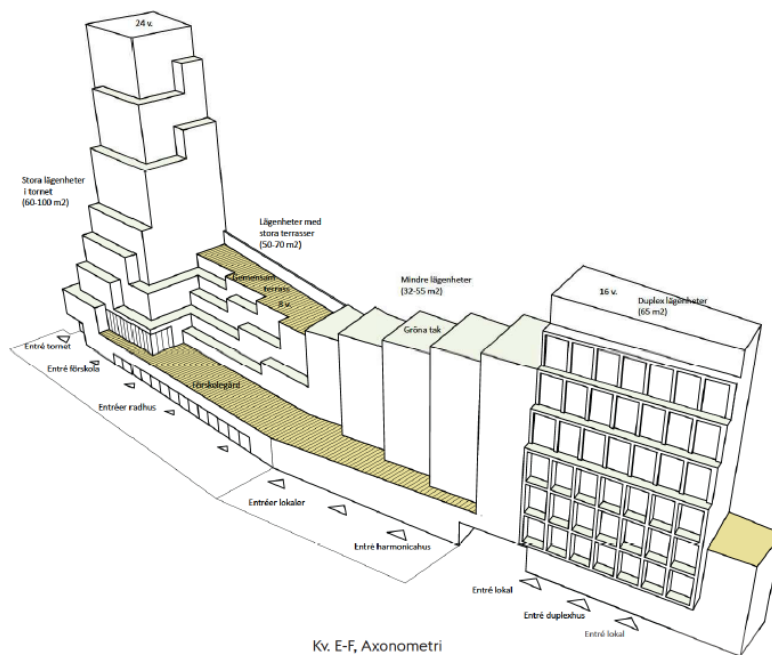 24 v.
Stora lägenheter
i tornet
(60-100 m2)
Lägenheter med
stora terrasser
(50-70 m2)
Gemensam
terrass
8 v.
Mindre lägenheter
(32-55 m2)
Gröna tak
16 v.
Duplex lägenheter
(65 m2)
Entré tornet
Entré förskola
Förskolegård
Entréer radhus
Entréer lokaler
Entré harmonicahus
Entré lokal
Entré duplexhus
Entré lokal
Kv. E-F, Axonometri